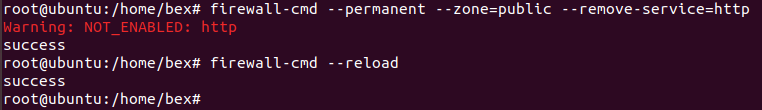 root@ubuntu:/home/bex# firewall-cmd --permanent --zone=public --remove-service=http
Warning: NOT_ENABLED: http
success
root@ubuntu:/home/bex# firewall-cmd --reload
success
root@ubuntu:/home/bex#